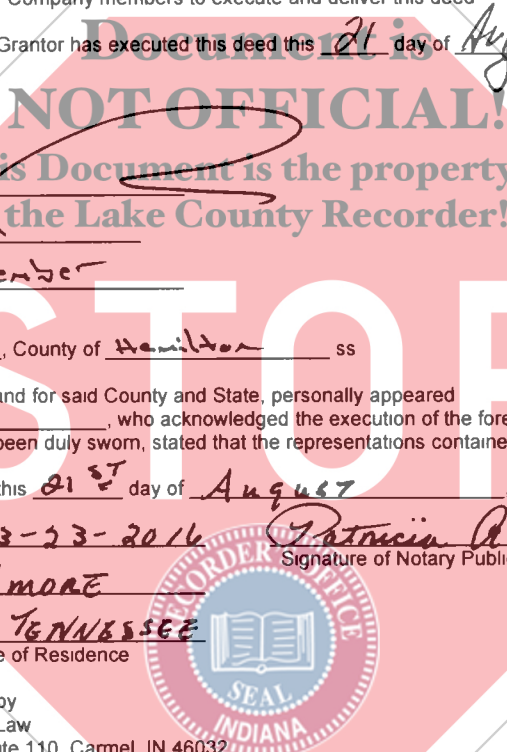 Company members to execute and deliver this deed
Grantor has executed this deed this 21 day of Aug
Document is
NOT OFFICIAL!
is Document is the property
the Lake County Recorder!
ember
STOP
, County of Hamilton ss
and for said County and State, personally appeared
, who acknowledged the execution of the fore
been duly sworn, stated that the representations containe
this 21ST day of August
3-23-2016 Patricia A
Signature of Notary Publi
MORE
TENNESSEE
e of Residence
RECORDER'S OFFICE
SEAL
INDIANA
by
Law
te 110, Carmel, IN 46032